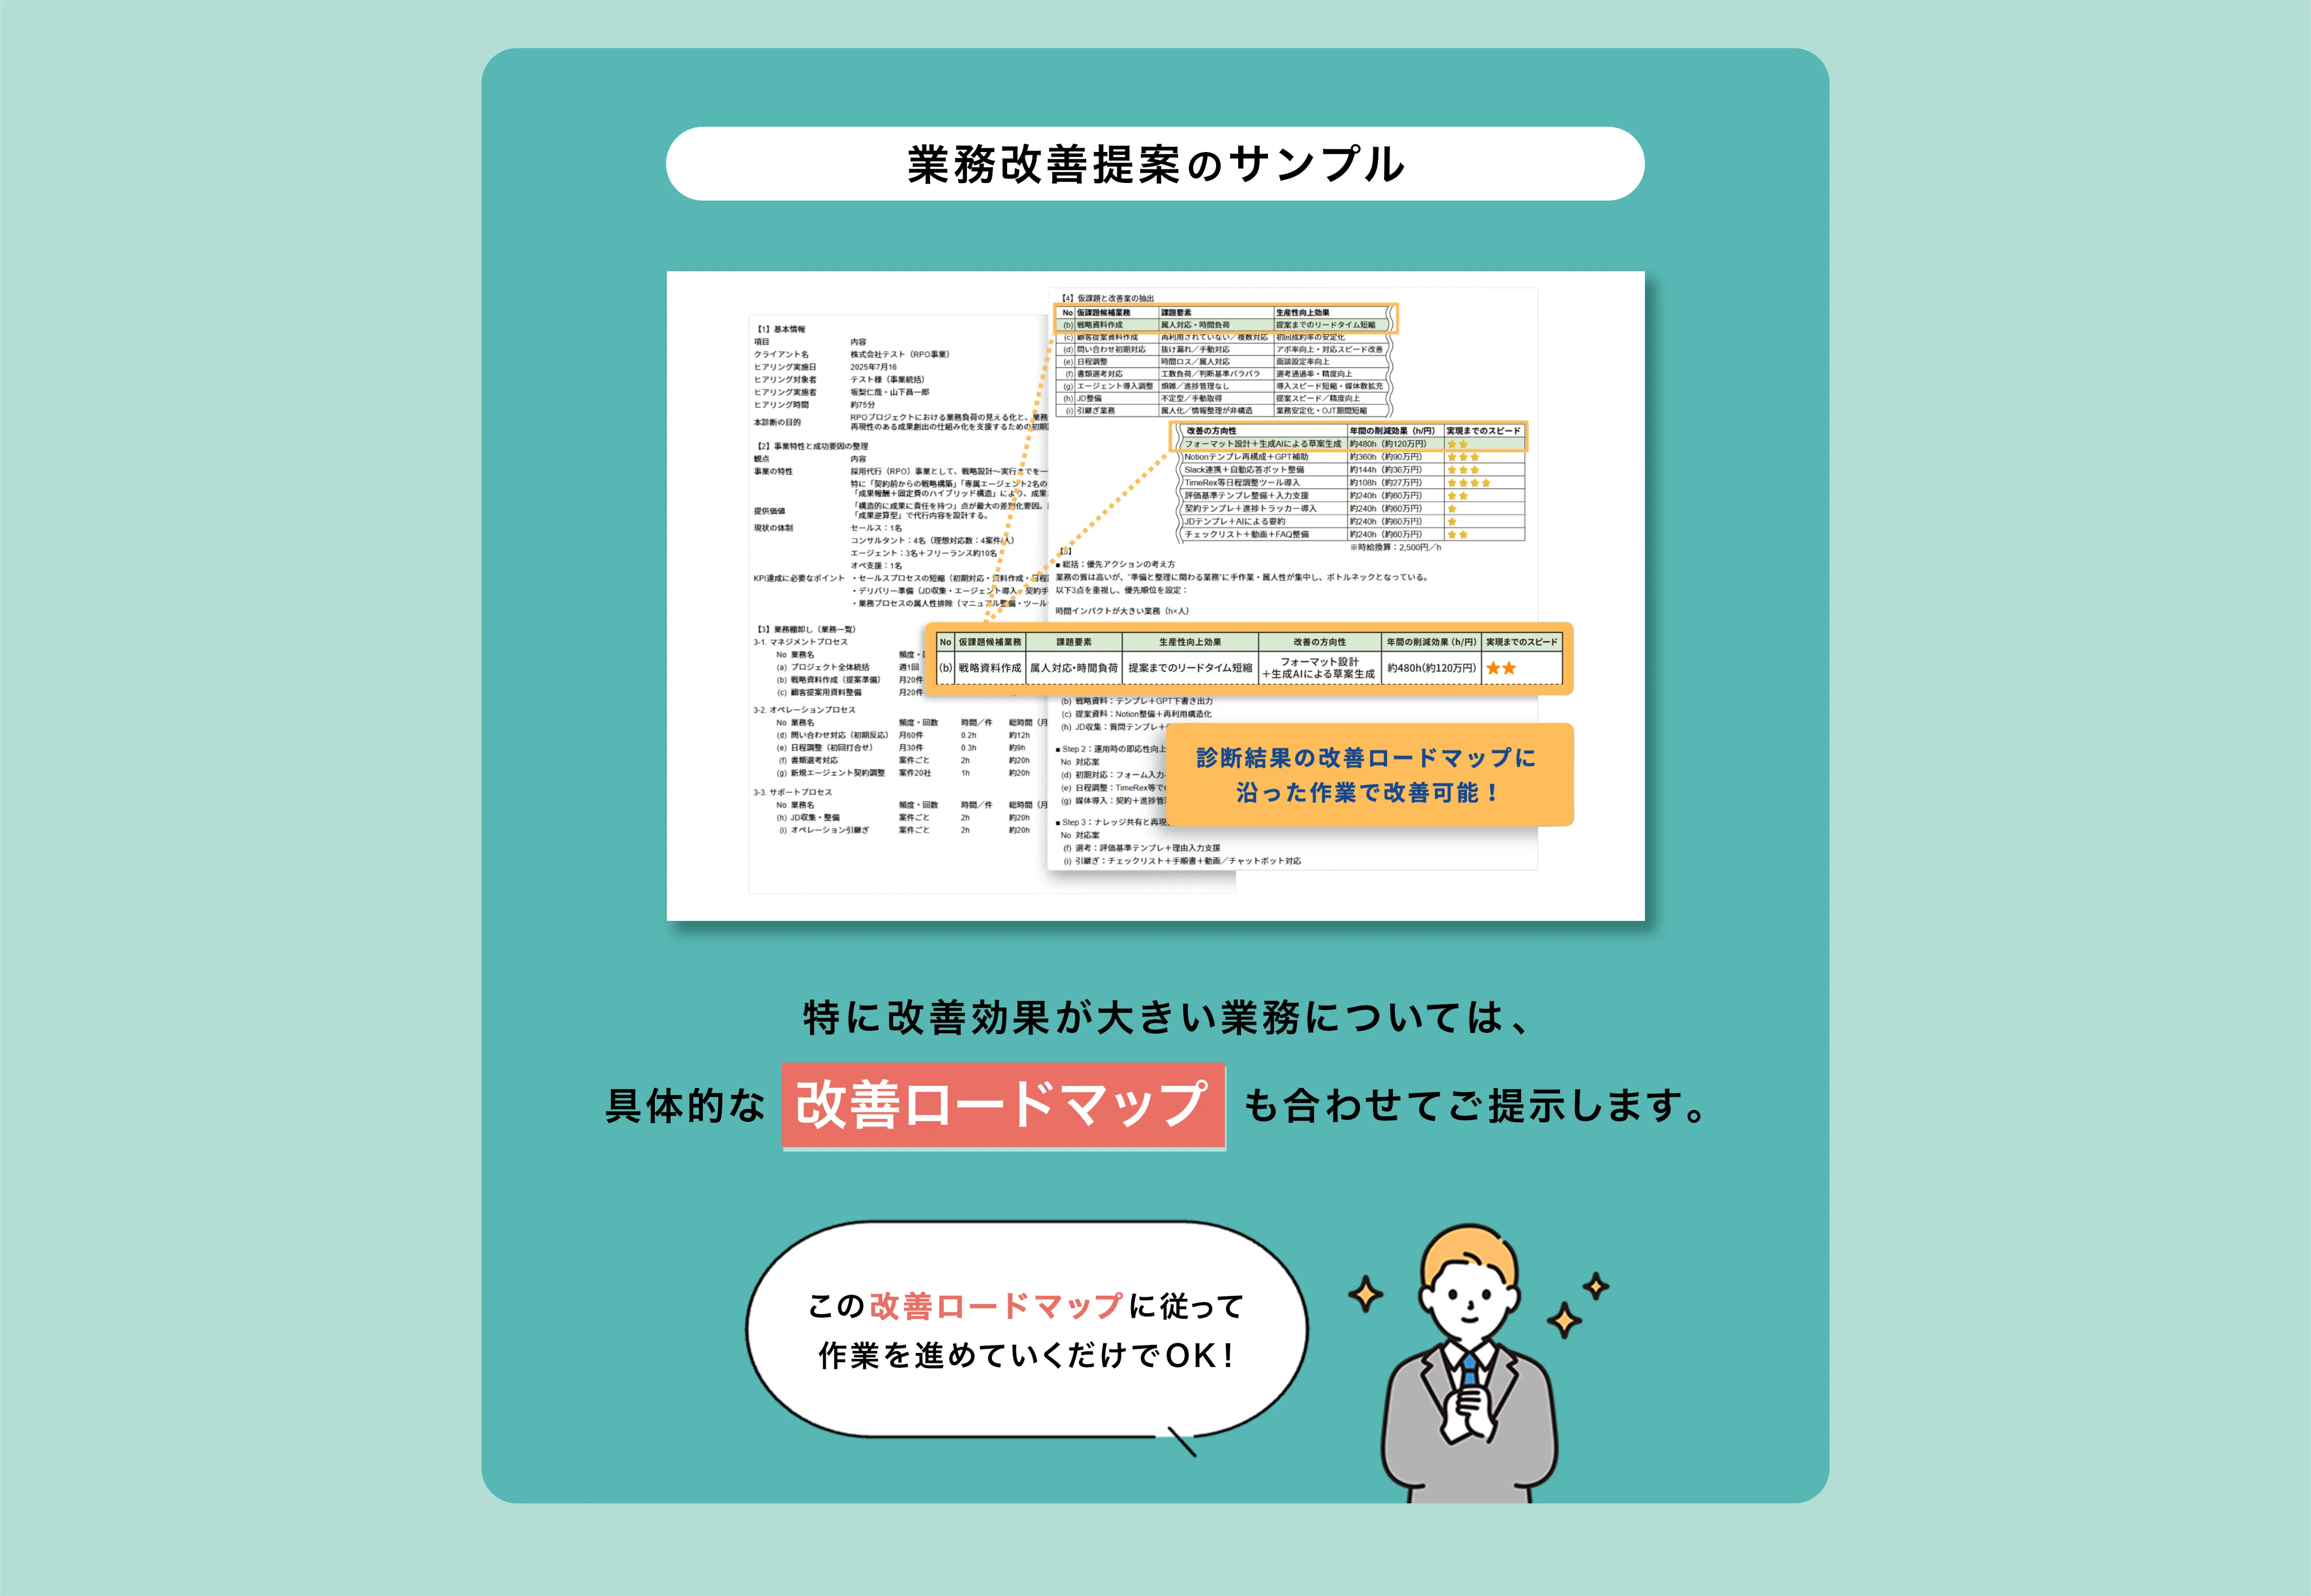 業務改善提案のサンプル
【1】基本情報
項目 内容
クライアント名 株式会社テスト（RPO事業）
ヒアリング実施日 2025年7月16
ヒアリング対象者 テスト様（事業統括）
ヒアリング実施者 坂梨仁哉・山下昌一郎
ヒアリング時間 約75分
本診断の目的 RPOプロジェクトにおける業務負荷の見える化と、業務
再現性のある成果創出の仕組み化を支援するための初期
【2】事業特性と成功要因の整理
観点 内容
事業の特性 採用代行（RPO）事業として、戦略設計〜実行までを一
特に「契約前からの戦略構築」「専属エージェント2名の
「成果報酬＋固定費のハイブリッド構造」により、成果
提供価値 「構造的に成果に責任を持つ」点が最大の差別化要因。
「成果逆算型」で代行内容を設計する。
現状の体制 セールス：1名
コンサルタント：4名（理想対応数：4案件/人）
エージェント：3名＋フリーランス約10名
オペ支援：1名
KPI達成に必要なポイント ・セールスプロセスの短縮（初期対応・資料作成・日程
・デリバリー準備（JD収集・エージェント導入・契約手
・業務プロセスの属人性排除（マニュアル整備・ツール
【3】業務棚卸し（業務一覧）
3-1. マネジメントプロセス
No 業務名 頻度・
(a) プロジェクト全体統括 週1回
(b) 戦略資料作成（提案準備） 月20件
(c) 顧客提案用資料整備 月20件
3-2. オペレーションプロセス
No 業務名 頻度・回数 時間／件 総時間（月
(d) 問い合わせ対応（初期反応） 月60件 0.2h 約12h
(e) 日程調整（初回打合せ） 月30件 0.3h 約9h
(f) 書類選考対応 案件ごと 2h 約20h
(g) 新規エージェント契約調整 案件20社 1h 約20h
3-3. サポートプロセス
No 業務名 頻度・回数 時間／件 総時間（月
(h) JD収集・整備 案件ごと 2h 約20h
(i) オペレーション引継ぎ 案件ごと 2h 約20h
【4】仮課題と改善案の抽出
No 仮課題候補業務 課題要素 生産性向上効果
(b) 戦略資料作成 属人対応・時間負荷 提案までのリードタイム短縮
(c) 顧客提案資料作成 再利用されていない／複数対応 初回成約率の安定化
(d) 問い合わせ初期対応 抜け漏れ／手動対応 アポ率向上・対応スピード改善
(e) 日程調整 時間ロス／属人対応 面談設定率向上
(f) 書類選考対応 工数負荷／判断基準バラバラ 選考通過率・精度向上
(g) エージェント導入調整 煩雑／進捗管理なし 導入スピード短縮・媒体数拡充
(h) JD整備 不定型／手動取得 提案スピード／精度向上
(i) 引継ぎ業務 属人化／情報整理が非構造 業務安定化・OJT期間短縮
改善の方向性 年間の削減効果（h/円） 実現までのスピード
フォーマット設計＋生成AIによる草案生成 約480h（約120万円） ★★
Notionテンプレ再構成＋GPT補助 約360h（約90万円） ★★★
Slack連携＋自動応答ボット整備 約144h（約36万円） ★★★
TimeRex等日程調整ツール導入 約108h（約27万円） ★★★★
評価基準テンプレ整備＋入力支援 約240h（約60万円） ★★
契約テンプレ＋進捗トラッカー導入 約240h（約60万円） ★
JDテンプレ＋AIによる要約 約240h（約60万円） ★
チェックリスト＋動画＋FAQ整備 約240h（約60万円） ★★
※時給換算：2,500円／h
【5】
■ 総括：優先アクションの考え方
業務の質は高いが、“準備と整理に関わる業務”に手作業・属人性が集中し、ボトルネックとなっている。
以下3点を重視し、優先順位を設定：
時間インパクトが大きい業務（h×人）
No 仮課題候補業務 課題要素 生産性向上効果 改善の方向性 年間の削減効果（h/円） 実現までのスピード
(b) 戦略資料作成 属人対応・時間負荷 提案までのリードタイム短縮 フォーマット設計 約480h(約120万円) ★★
＋生成AIによる草案生成
(b) 戦略資料：テンプレ＋GPT下書き出力
(c) 提案資料：Notion整備＋再利用構造化
(h) JD収集：質問テンプレ＋
■ Step 2：運用時の即応性向上
No 対応案
(d) 初期対応：フォーム入力
(e) 日程調整：TimeRex等で
(g) 媒体導入：契約＋進捗管
■ Step 3：ナレッジ共有と再現
No 対応案
(f) 選考：評価基準テンプレ＋理由入力支援
(i) 引継ぎ：チェックリスト＋手順書＋動画／チャットボット対応
診断結果の改善ロードマップに
沿った作業で改善可能！
特に改善効果が大きい業務については、
具体的な 改善ロードマップ も合わせてご提示します。
この改善ロードマップに従って
作業を進めていくだけでOK！